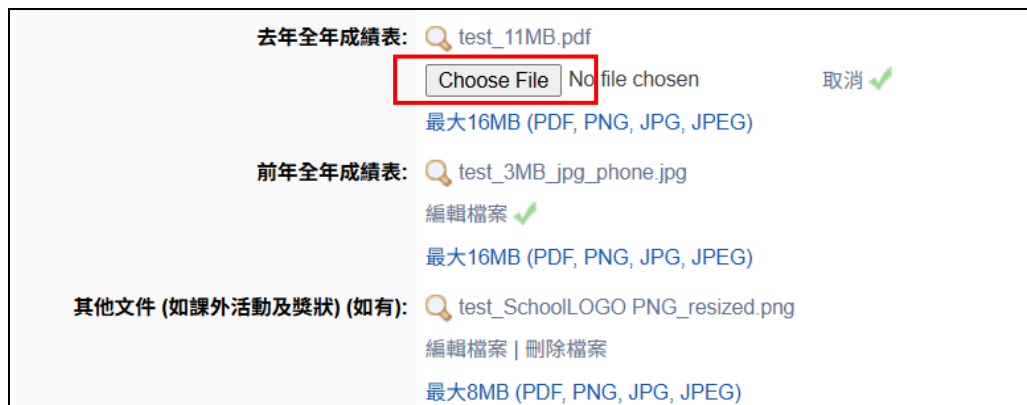 去年全年成績表: test_11MB.pdf
Choose File No file chosen 取消
最大16MB (PDF, PNG, JPG, JPEG)
前年全年成績表: test_3MB_jpg_phone.jpg
編輯檔案
最大16MB (PDF, PNG, JPG, JPEG)
其他文件 (如課外活動及獎狀) (如有): test_SchoolLOGO PNG_resized.png
編輯檔案 | 刪除檔案
最大8MB (PDF, PNG, JPG, JPEG)